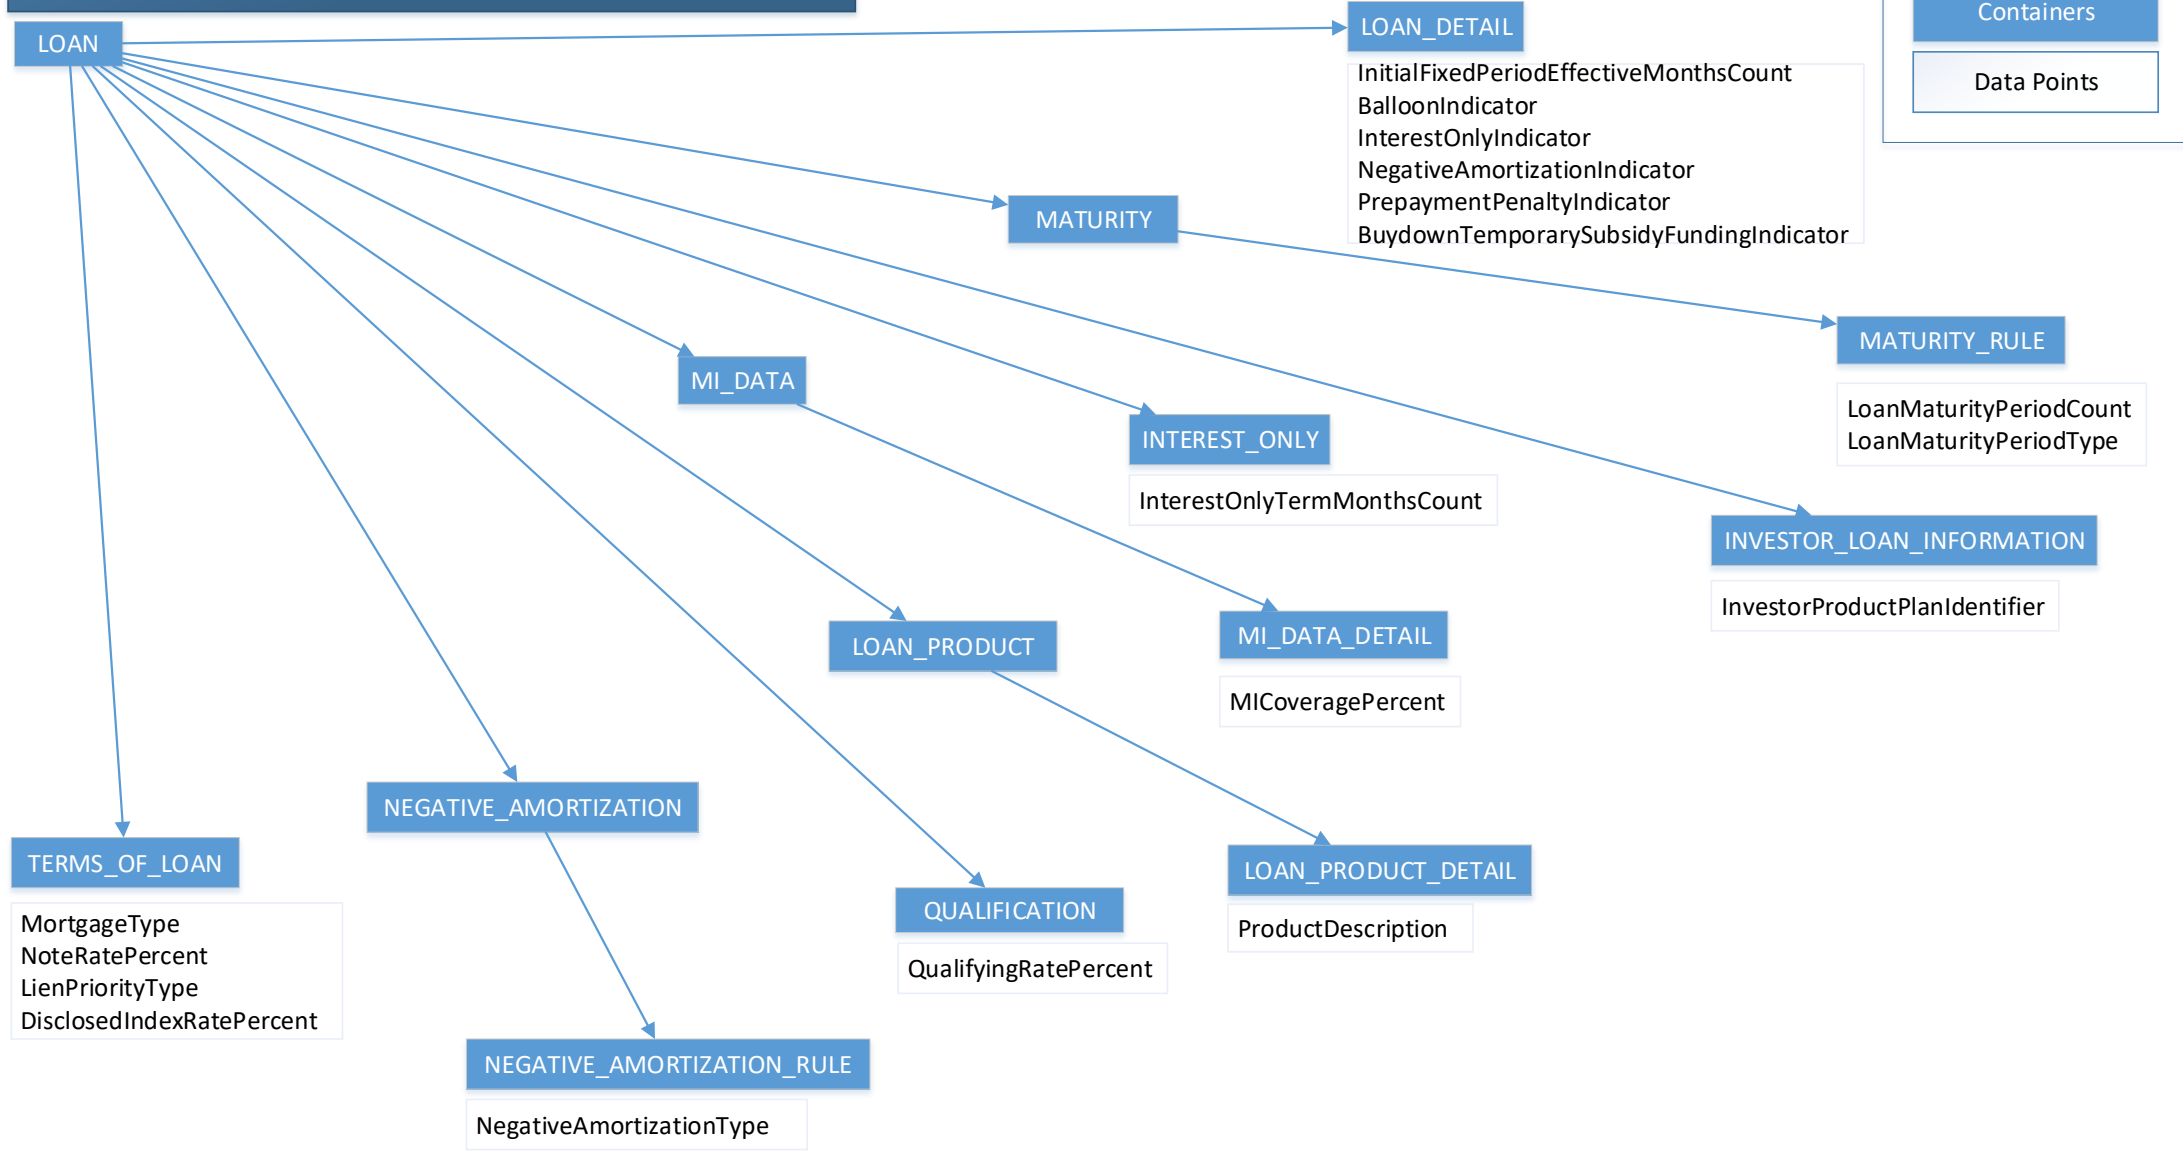 Containers
Data Points
LOAN
LOAN_DETAIL
InitialFixedPeriodEffectiveMonthsCount
BalloonIndicator
InterestOnlyIndicator
NegativeAmortizationIndicator
PrepaymentPenaltyIndicator
BuydownTemporarySubsidyFundingIndicator
MATURITY
MATURITY_RULE
LoanMaturityPeriodCount
LoanMaturityPeriodType
MI_DATA
INTEREST_ONLY
InterestOnlyTermMonthsCount
INVESTOR_LOAN_INFORMATION
InvestorProductPlanIdentifier
LOAN_PRODUCT
MI_DATA_DETAIL
MICoveragePercent
NEGATIVE_AMORTIZATION
TERMS_OF_LOAN
MortgageType
NoteRatePercent
LienPriorityType
DisclosedIndexRatePercent
QUALIFICATION
QualifyingRatePercent
LOAN_PRODUCT_DETAIL
ProductDescription
NEGATIVE_AMORTIZATION_RULE
NegativeAmortizationType